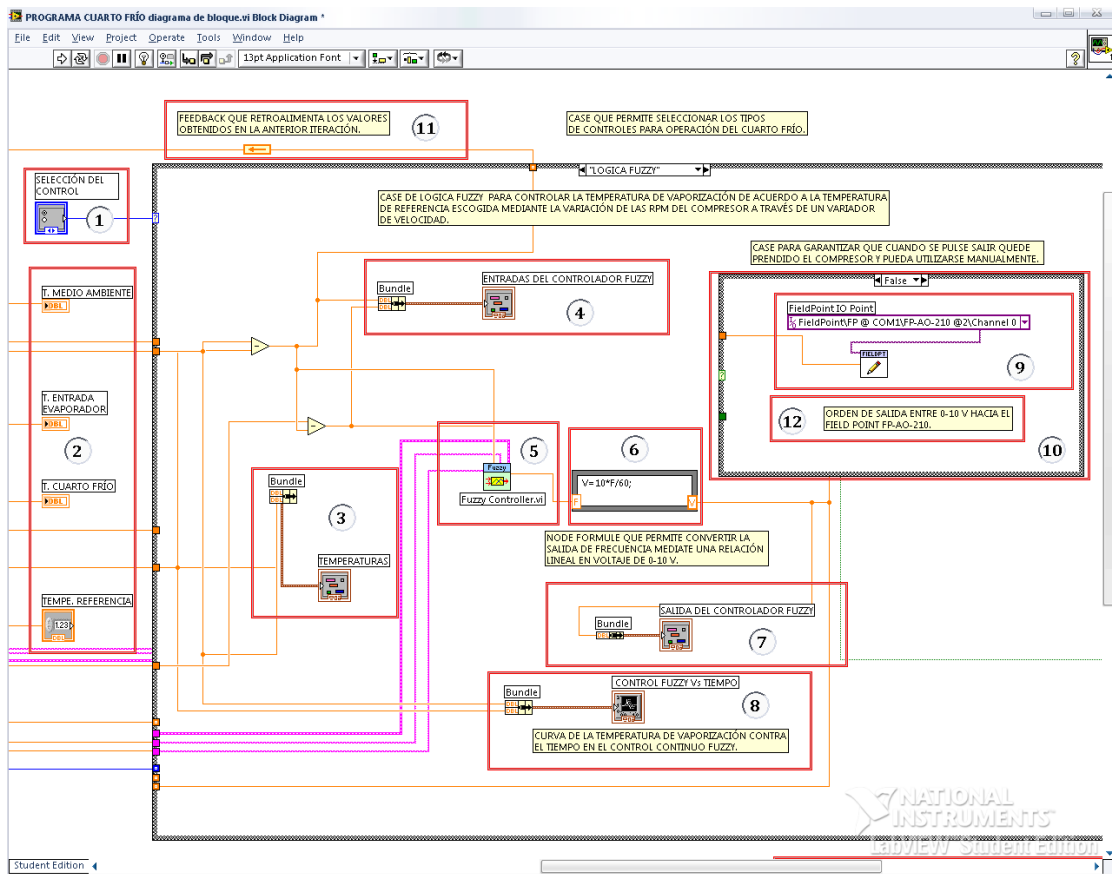 PROGRAMA CUARTO FRÍO diagrama de bloque.vi Block Diagram *
File Edit View Project Operate Tools Window Help
13pt Application Font
FEEDBACK QUE RETROALIMENTA LOS VALORES
OBTENIDOS EN LA ANTERIOR ITERACIÓN.
11
CASE QUE PERMITE SELECCIONAR LOS TIPOS
DE CONTROLES PARA OPERACIÓN DEL CUARTO FRÍO.
"LOGICA FUZZY"
SELECCIÓN DEL
CONTROL
1
CASE DE LOGICA FUZZY PARA CONTROLAR LA TEMPERATURA DE VAPORIZACIÓN DE ACUERDO A LA TEMPERATURA
DE REFERENCIA ESCOGIDA MEDIANTE LA VARIACIÓN DE LAS RPM DEL COMPRESOR A TRAVÉS DE UN VARIADOR
DE VELOCIDAD.
CASE PARA GARANTIZAR QUE CUANDO SE PULSE SALIR QUEDE
PRENDIDO EL COMPRESOR Y PUEDA UTILIZARSE MANUALMENTE.
T. MEDIO AMBIENTE
DBL
T. ENTRADA
EVAPORADOR
DBL
2
T. CUARTO FRÍO
DBL
TEMPE. REFERENCIA
1.23
DBL
ENTRADAS DEL CONTROLADOR FUZZY
Bundle
DBL
DBL
4
False
FieldPoint IO Point
FieldPoint\FP @ COM1\FP-AO-210 @2\Channel 0
FIELDPT
9
12
ORDEN DE SALIDA ENTRE 0-10 V HACIA EL
FIELD POINT FP-AO-210.
10
5
Fuzzy
Fuzzy Controller.vi
6
V= 10*F/60;
F
V
Bundle
DBL
DBL
3
TEMPERATURAS
NODE FORMULE QUE PERMITE CONVERTIR LA
SALIDA DE FRECUENCIA MEDIATE UNA RELACIÓN
LINEAL EN VOLTAJE DE 0-10 V.
SALIDA DEL CONTROLADOR FUZZY
Bundle
DBL
7
CONTROL FUZZY Vs TIEMPO
Bundle
DBL
DBL
8
CURVA DE LA TEMPERATURA DE VAPORIZACIÓN CONTRA
EL TIEMPO EN EL CONTROL CONTINUO FUZZY.
NATIONAL
INSTRUMENTS
LabVIEW Student Edition
Student Edition